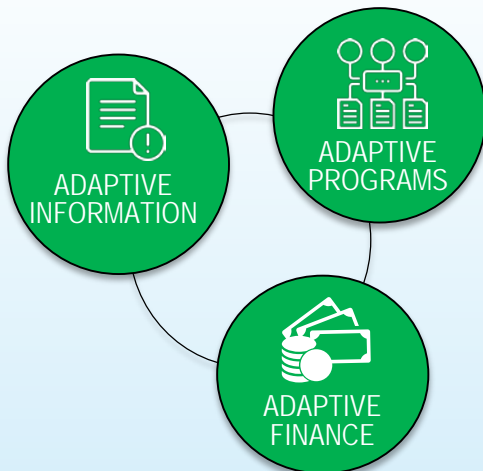 ADAPTIVE
INFORMATION
ADAPTIVE
PROGRAMS
ADAPTIVE
FINANCE